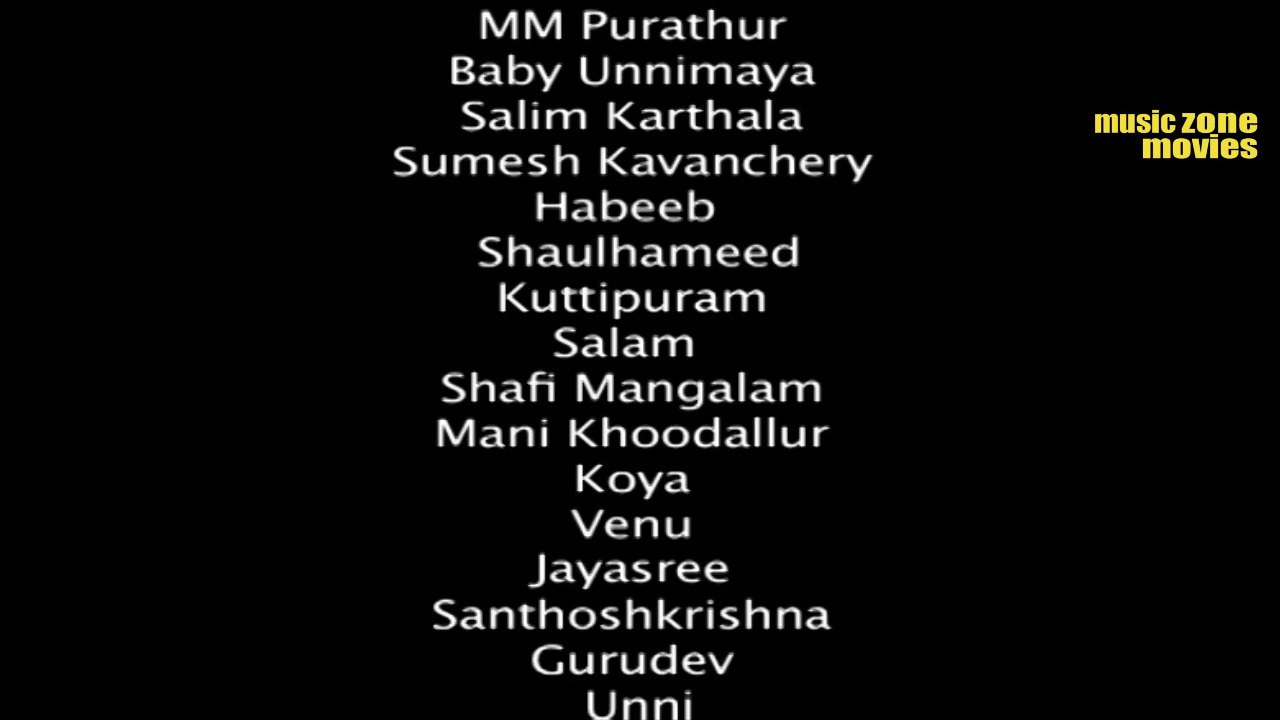 MM Purathur
Baby Unnimaya
Salim Karthala
Sumesh Kavanchery
Habeeb
Shaulhameed
Kuttipuram
Salam
Shafi Mangalam
Mani Khoodallur
Koya
Venu
Jayasree
Santhoshkrishna
Gurudev
Unni
music zone
movies